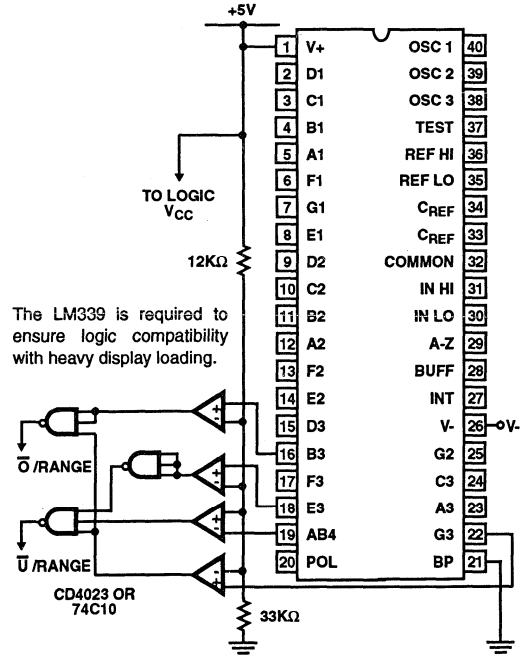 +5V
1 V+ OSC 1 40
2 D1 OSC 2 39
3 C1 OSC 3 38
4 B1 TEST 37
5 A1 REF HI 36
6 F1 REF LO 35
7 G1 CREF 34
8 E1 CREF 33
9 D2 COMMON 32
10 C2 IN HI 31
11 B2 IN LO 30
12 A2 A-Z 29
13 F2 BUFF 28
14 E2 INT 27
15 D3 V- 26 V-
16 B3 G2 25
17 F3 C3 24
18 E3 A3 23
19 AB4 G3 22
20 POL BP 21
TO LOGIC
VCC
12KΩ
The LM339 is required to
ensure logic compatibility
with heavy display loading.
+
-
O̅ /RANGE
+
-
+
-
U̅ /RANGE
-
+
CD4023 OR
74C10
33KΩ